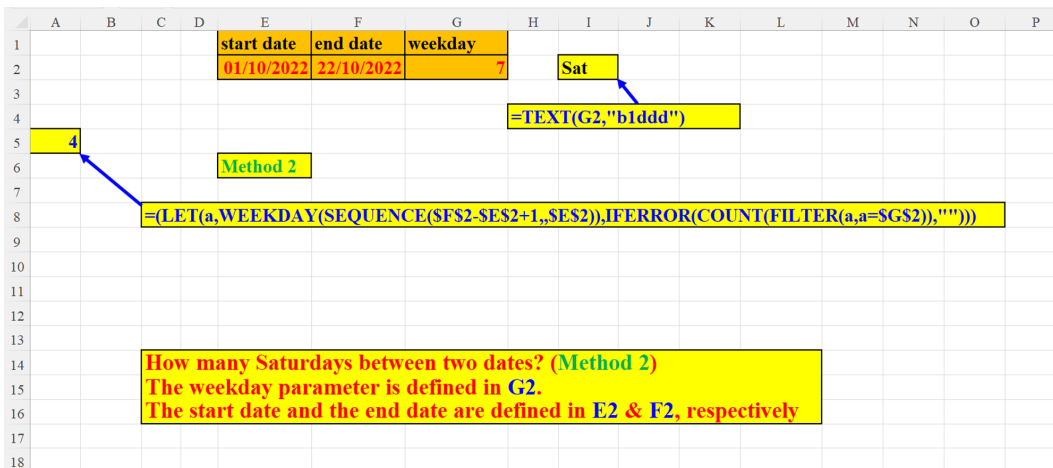 A B C D E F G H I J K L M N O P
1 start date end date weekday
2 01/10/2022 22/10/2022 7 Sat
3
4 =TEXT(G2,"b1ddd")
5 4
6 Method 2
7
8 =(LET(a,WEEKDAY(SEQUENCE($F$2-$E$2+1,,$E$2)),IFERROR(COUNT(FILTER(a,a=$G$2)),"")))
9
10
11
12
13
14 How many Saturdays between two dates? (Method 2)
15 The weekday parameter is defined in G2.
16 The start date and the end date are defined in E2 & F2, respectively
17
18